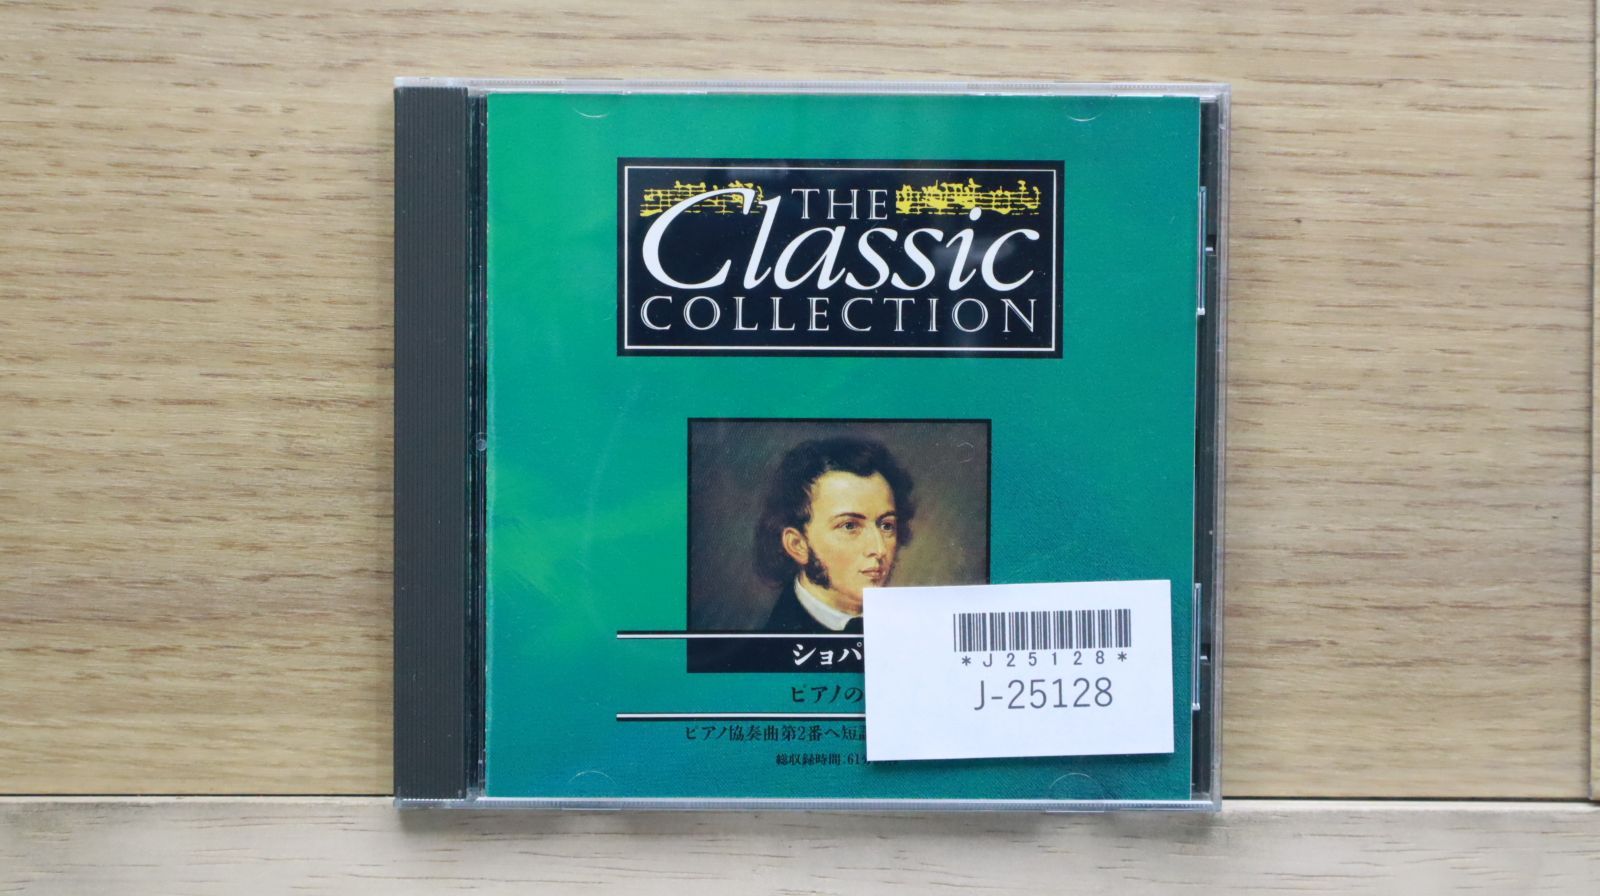 THE
Classic
COLLECTION
ショパ
ピアノの
ピアノ協奏曲第2番ヘ短
総収録時間:61
*J25128*
J-25128